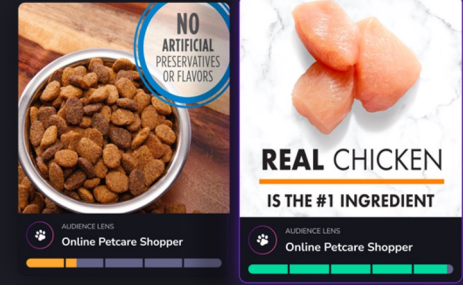 NO
ARTIFICIAL
PRESERVATIVES
OR FLAVORS
AUDIENCE LENS
Online Petcare Shopper
REAL CHICKEN
IS THE #1 INGREDIENT
AUDIENCE LENS
Online Petcare Shopper